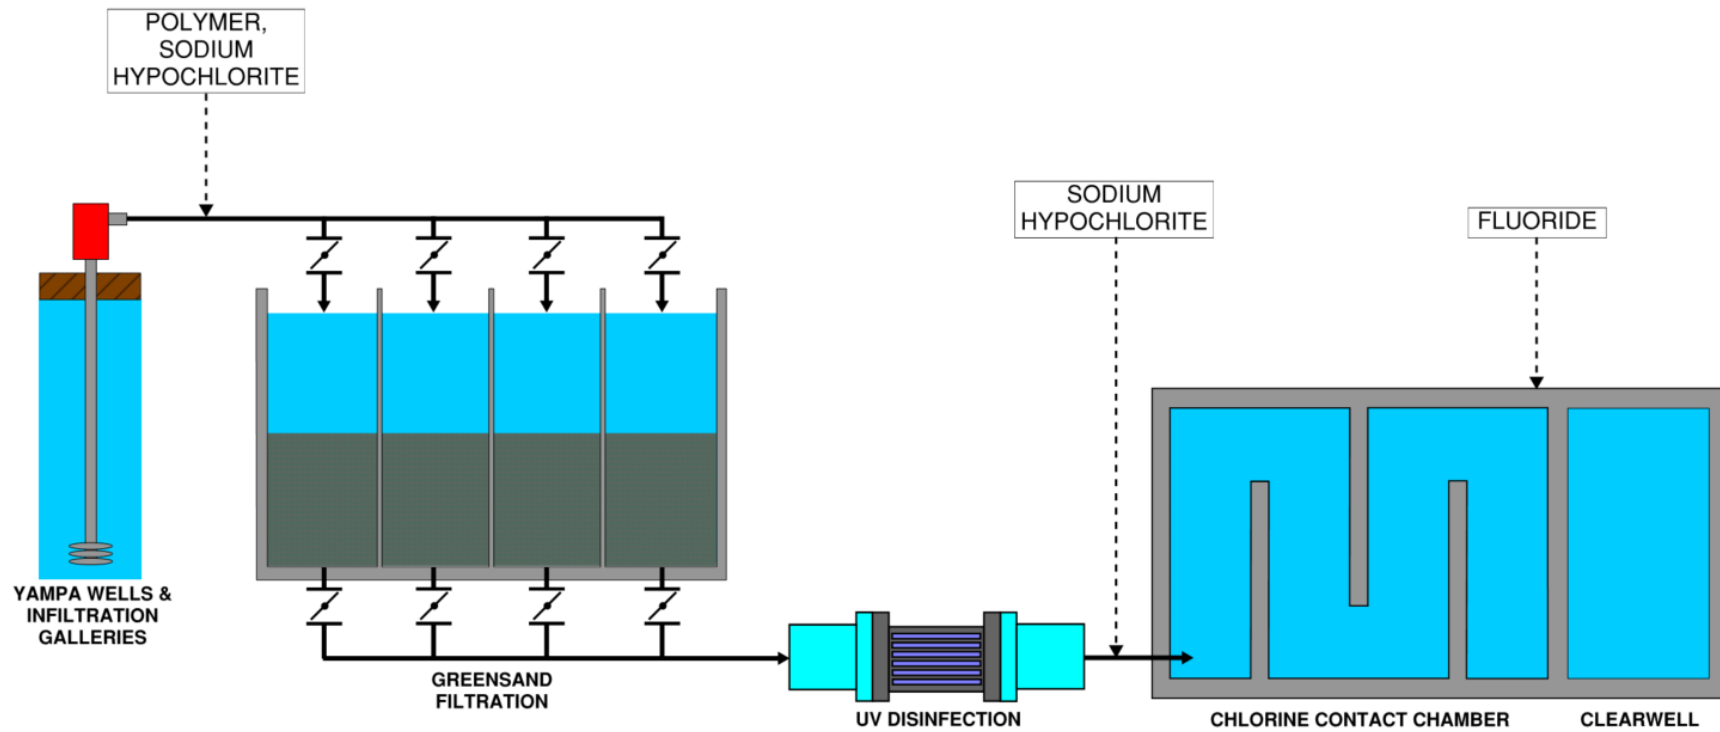 POLYMER,
SODIUM
HYPOCHLORITE
SODIUM
HYPOCHLORITE
FLUORIDE
YAMPA WELLS &
INFILTRATION
GALLERIES
GREENSAND
FILTRATION
UV DISINFECTION
CHLORINE CONTACT CHAMBER
CLEARWELL